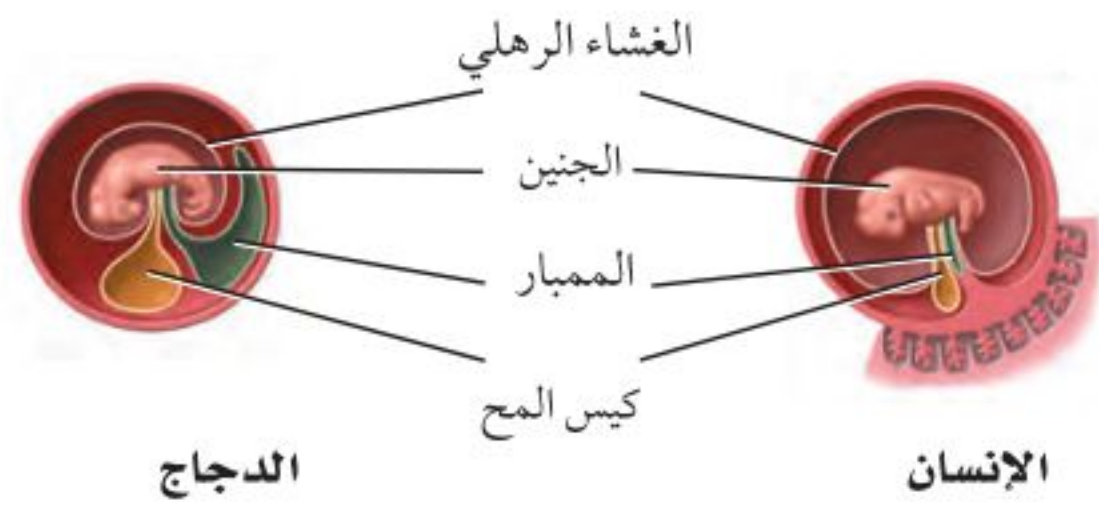 الغشاء الرهلي
الجنين
الممبار
كيس المح
الإنسان
الدجاج